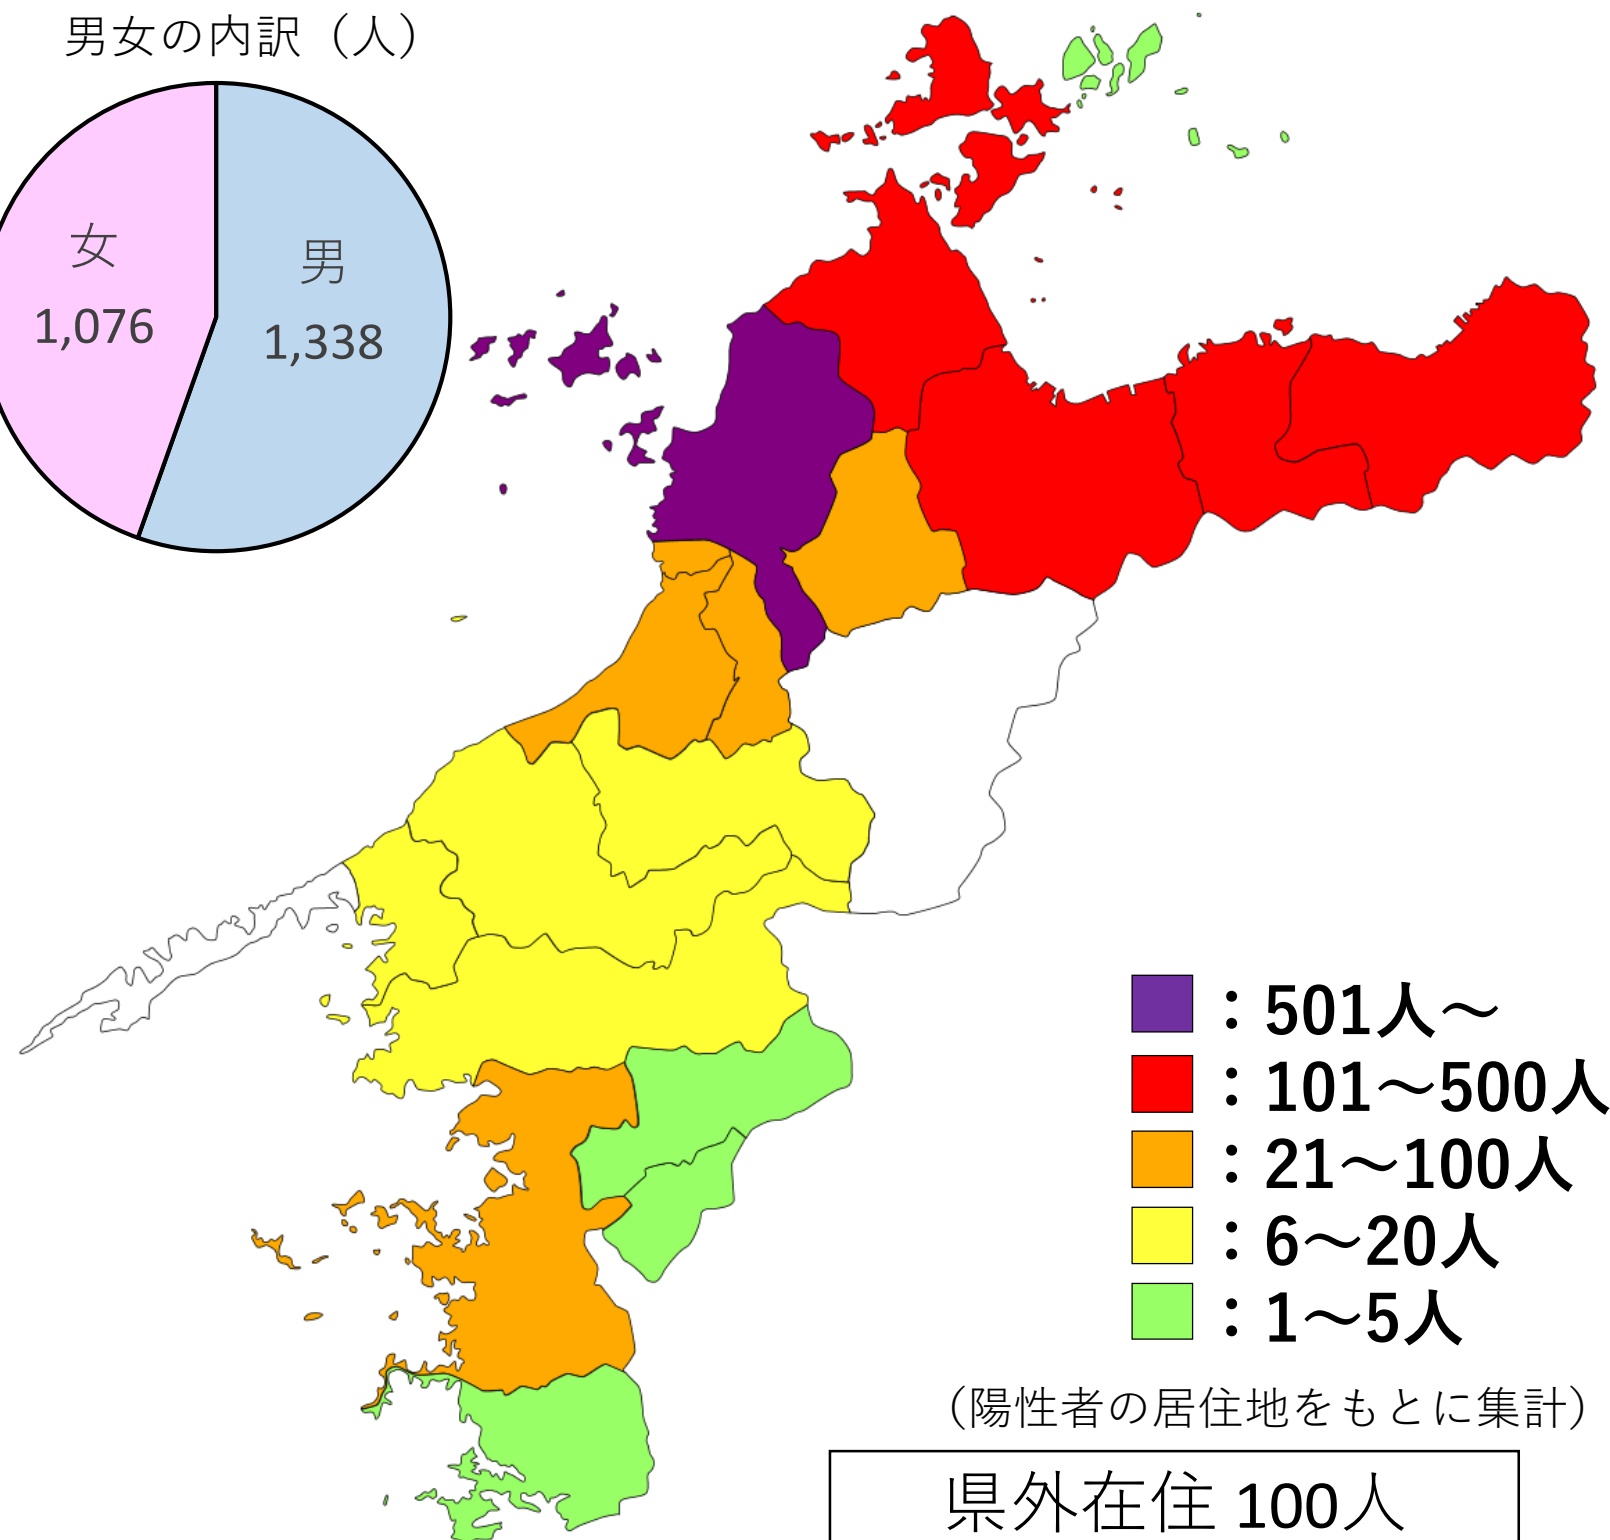 男女の内訳（人）
女
1,076
男
1,338
：501人～
：101～500人
：21～100人
：6～20人
：1～5人
（陽性者の居住地をもとに集計）
県外在住 100人